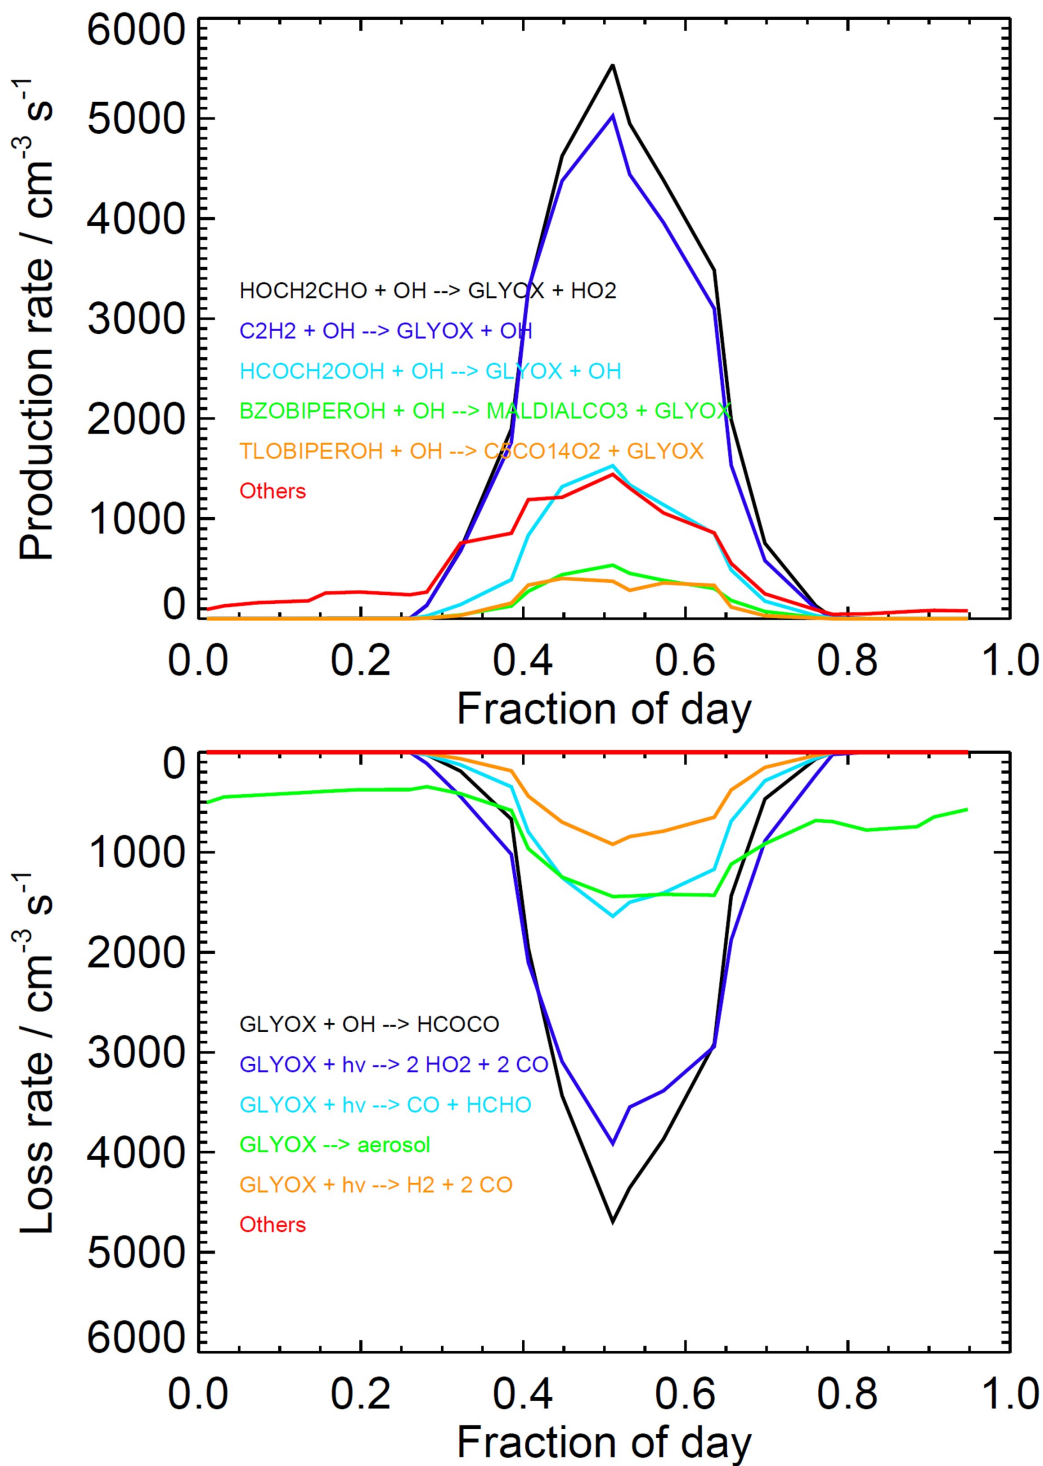 6000
5000
4000
3000
2000
1000
0
Production rate / cm-3 s-1
HOCH2CHO + OH --> GLYOX + HO2
C2H2 + OH --> GLYOX + OH
HCOCH2OOH + OH --> GLYOX + OH
BZOBIPEROH + OH --> MALDIALCO3 + GLYOX
TLOBIPEROH + OH --> C5CO14O2 + GLYOX
Others
0.0 0.2 0.4 0.6 0.8 1.0
Fraction of day
0
1000
2000
3000
4000
5000
6000
Loss rate / cm-3 s-1
GLYOX + OH --> HCOCO
GLYOX + hv --> 2 HO2 + 2 CO
GLYOX + hv --> CO + HCHO
GLYOX --> aerosol
GLYOX + hv --> H2 + 2 CO
Others
0.0 0.2 0.4 0.6 0.8 1.0
Fraction of day